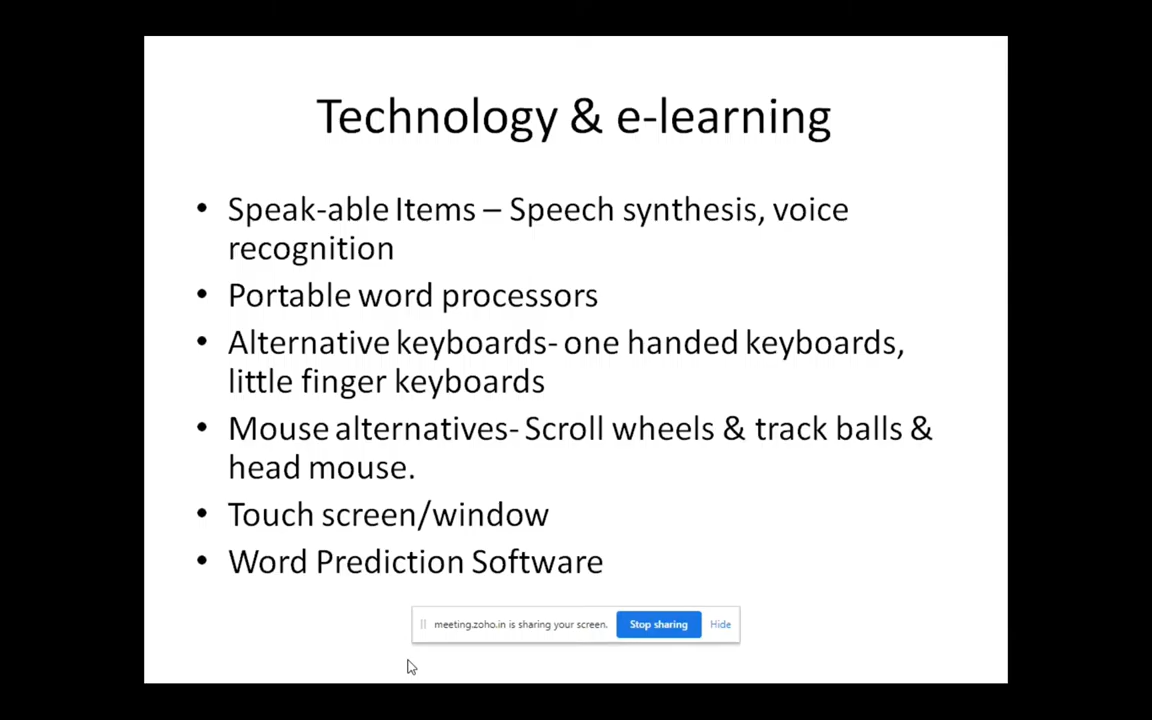 Technology & e-learning
• Speak-able Items – Speech synthesis, voice
recognition
• Portable word processors
• Alternative keyboards- one handed keyboards,
little finger keyboards
• Mouse alternatives- Scroll wheels & track balls &
head mouse.
• Touch screen/window
• Word Prediction Software
meeting.zoho.in is sharing your screen. Stop sharing Hide